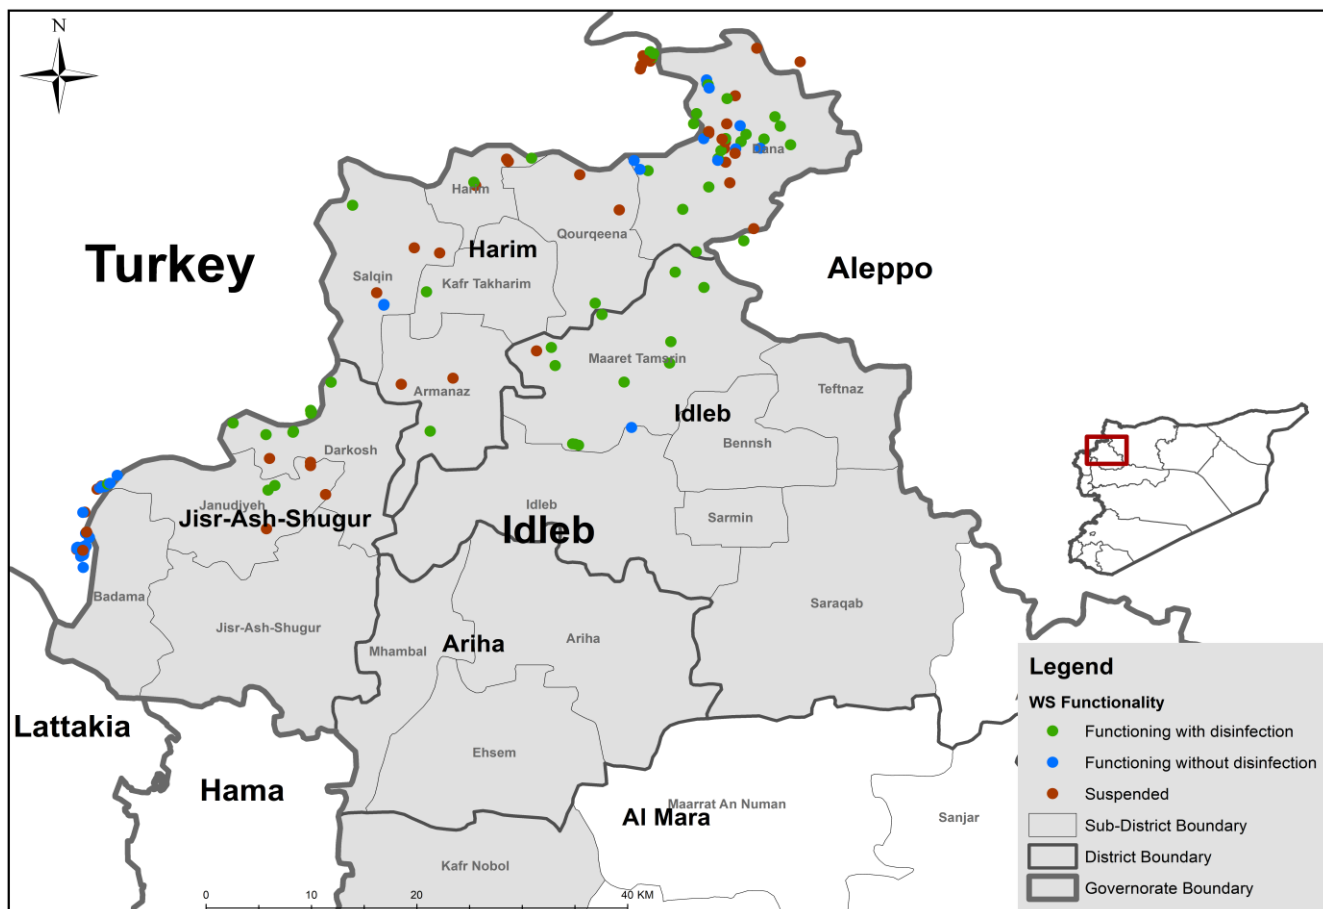 N
Turkey
Harim
Dana
Qourqeena
Harim
Aleppo
Salqin
Kafr Takharim
Maaret Tamsrin
Teftnaz
Armanaz
Idleb
Bennsh
Darkosh
Janudiyeh
Idleb
Jisr-Ash-Shugur
Idleb
Sarmin
Badama
Saraqab
Jisr-Ash-Shugur
Ariha
Mhambal
Ariha
Lattakia
Ehsem
Hama
Maarrat An Numan
Al Mara
Sanjar
Kafr Nobol
0 10 20 40 KM
Legend
WS Functionality
Functioning with disinfection
Functioning without disinfection
Suspended
Sub-District Boundary
District Boundary
Governorate Boundary